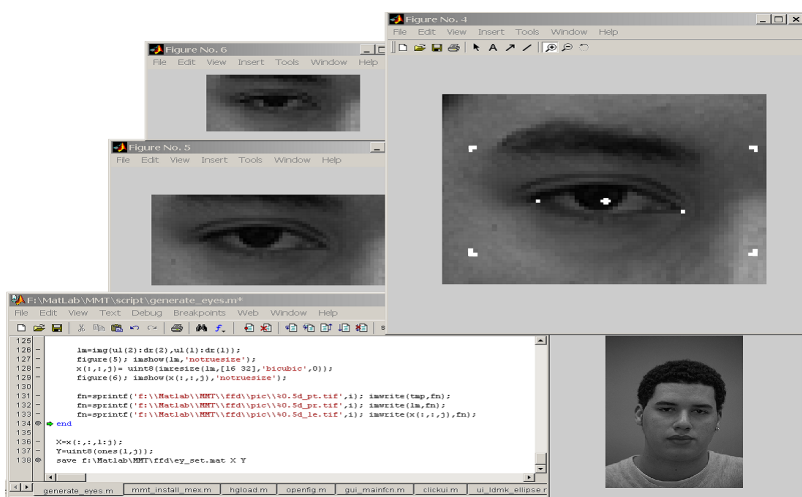 Figure No. 4
File Edit View Insert Tools Window Help
Figure No. 6
File Edit View Insert Tools Window Help
Figure No. 5
File Edit View Insert Tools Window Help
F:\MatLab\MMT\script\generate_eyes.m*
File Edit View Text Debug Breakpoints Web Window Help
125
126 - lm=img(ul(2):dr(2),ul(1):dr(1));
127 - figure(5); imshow(lm,'notruesize');
128 - x(:,:,j)= uint8(imresize(lm,[16 32],'bicubic',0));
129 - figure(6); imshow(x(:,:,j),'notruesize');
130
131 - fn=sprintf('f:\\Matlab\\MMT\\ffd\\pic\\%0.5d_pt.tif',i); imwrite(tmp,fn);
132 - fn=sprintf('f:\\Matlab\\MMT\\ffd\\pic\\%0.5d_pt.tif',i); imwrite(lm,fn);
133 - fn=sprintf('f:\\Matlab\\MMT\\ffd\\pic\\%0.5d_le.tif',i); imwrite(x(:,:,j),fn);
134 end
135
136 - X=x(:,:,1:j);
137 - Y=uint8(ones(1,j));
138 save f:\Matlab\MMT\ffd\ey_set.mat X Y
generate_eyes.m mmt_install_mex.m hgload.m openfig.m gui_mainfcn.m clickui.m ui_ldmk_ellipse.m